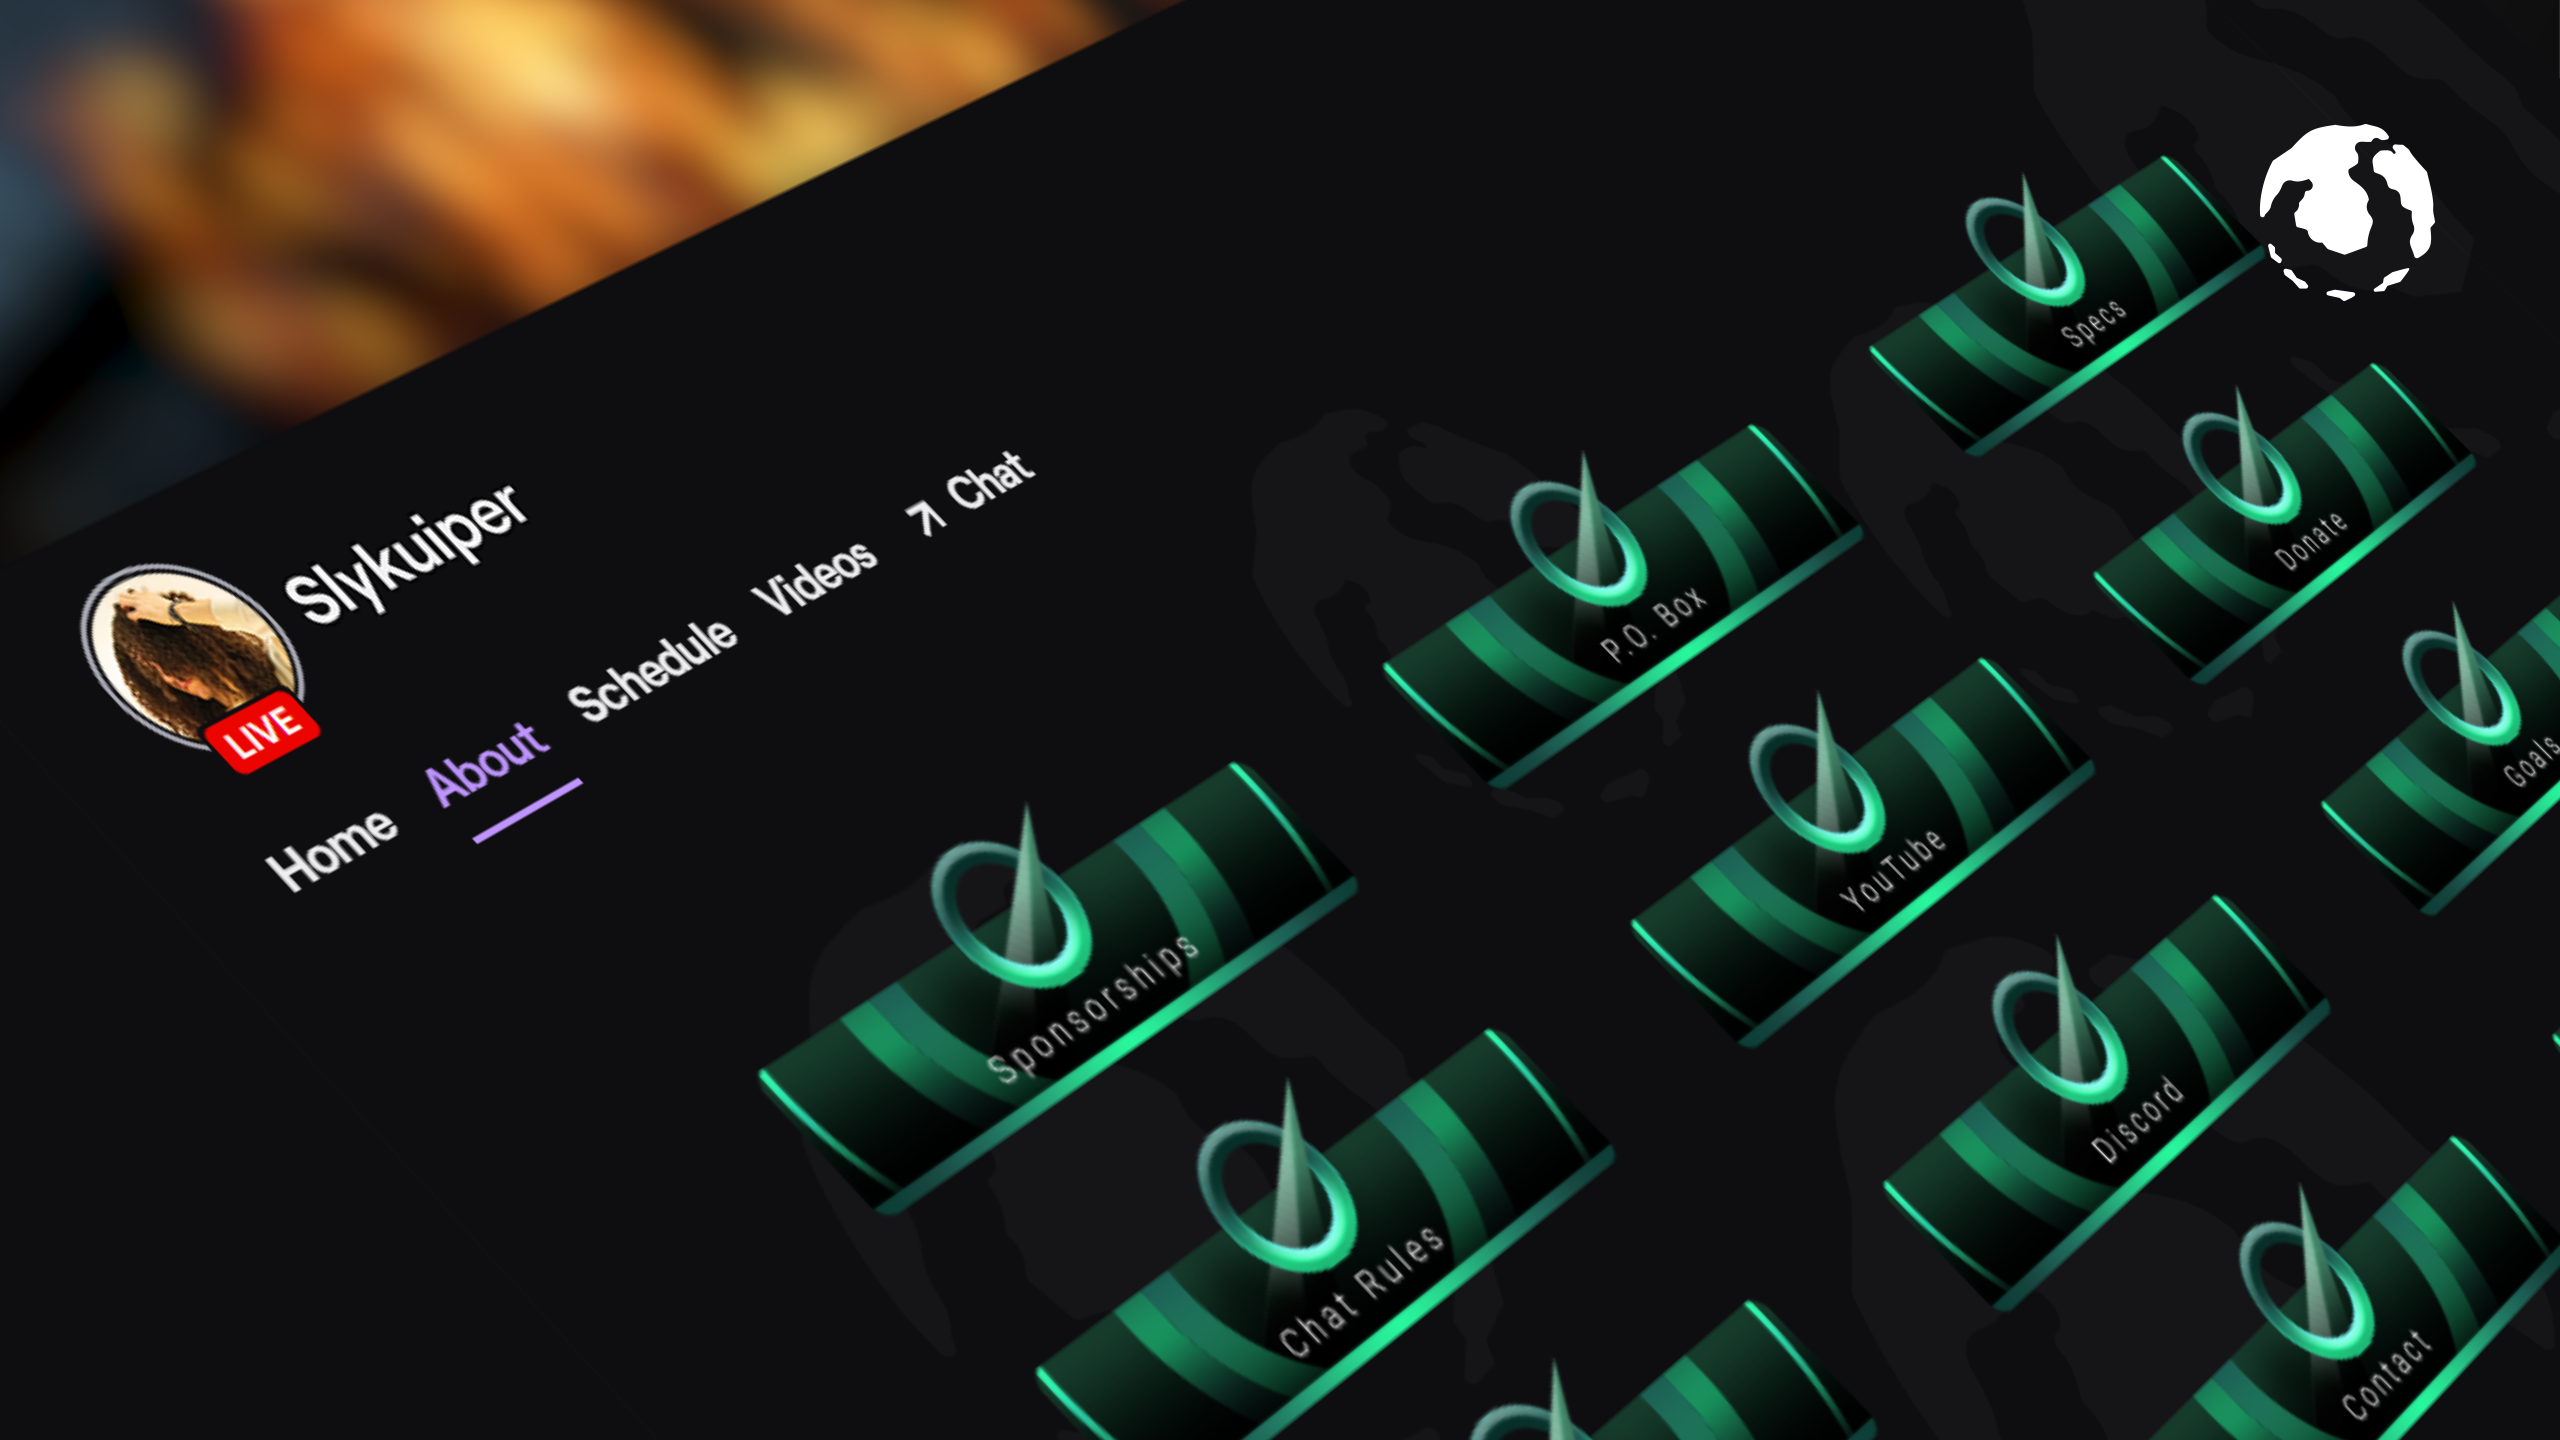 Slykuiper
LIVE
Home
About
Schedule
Videos
Chat
Specs
Donate
Goals
P.O. Box
YouTube
Discord
Contact
Sponsorships
Chat Rules